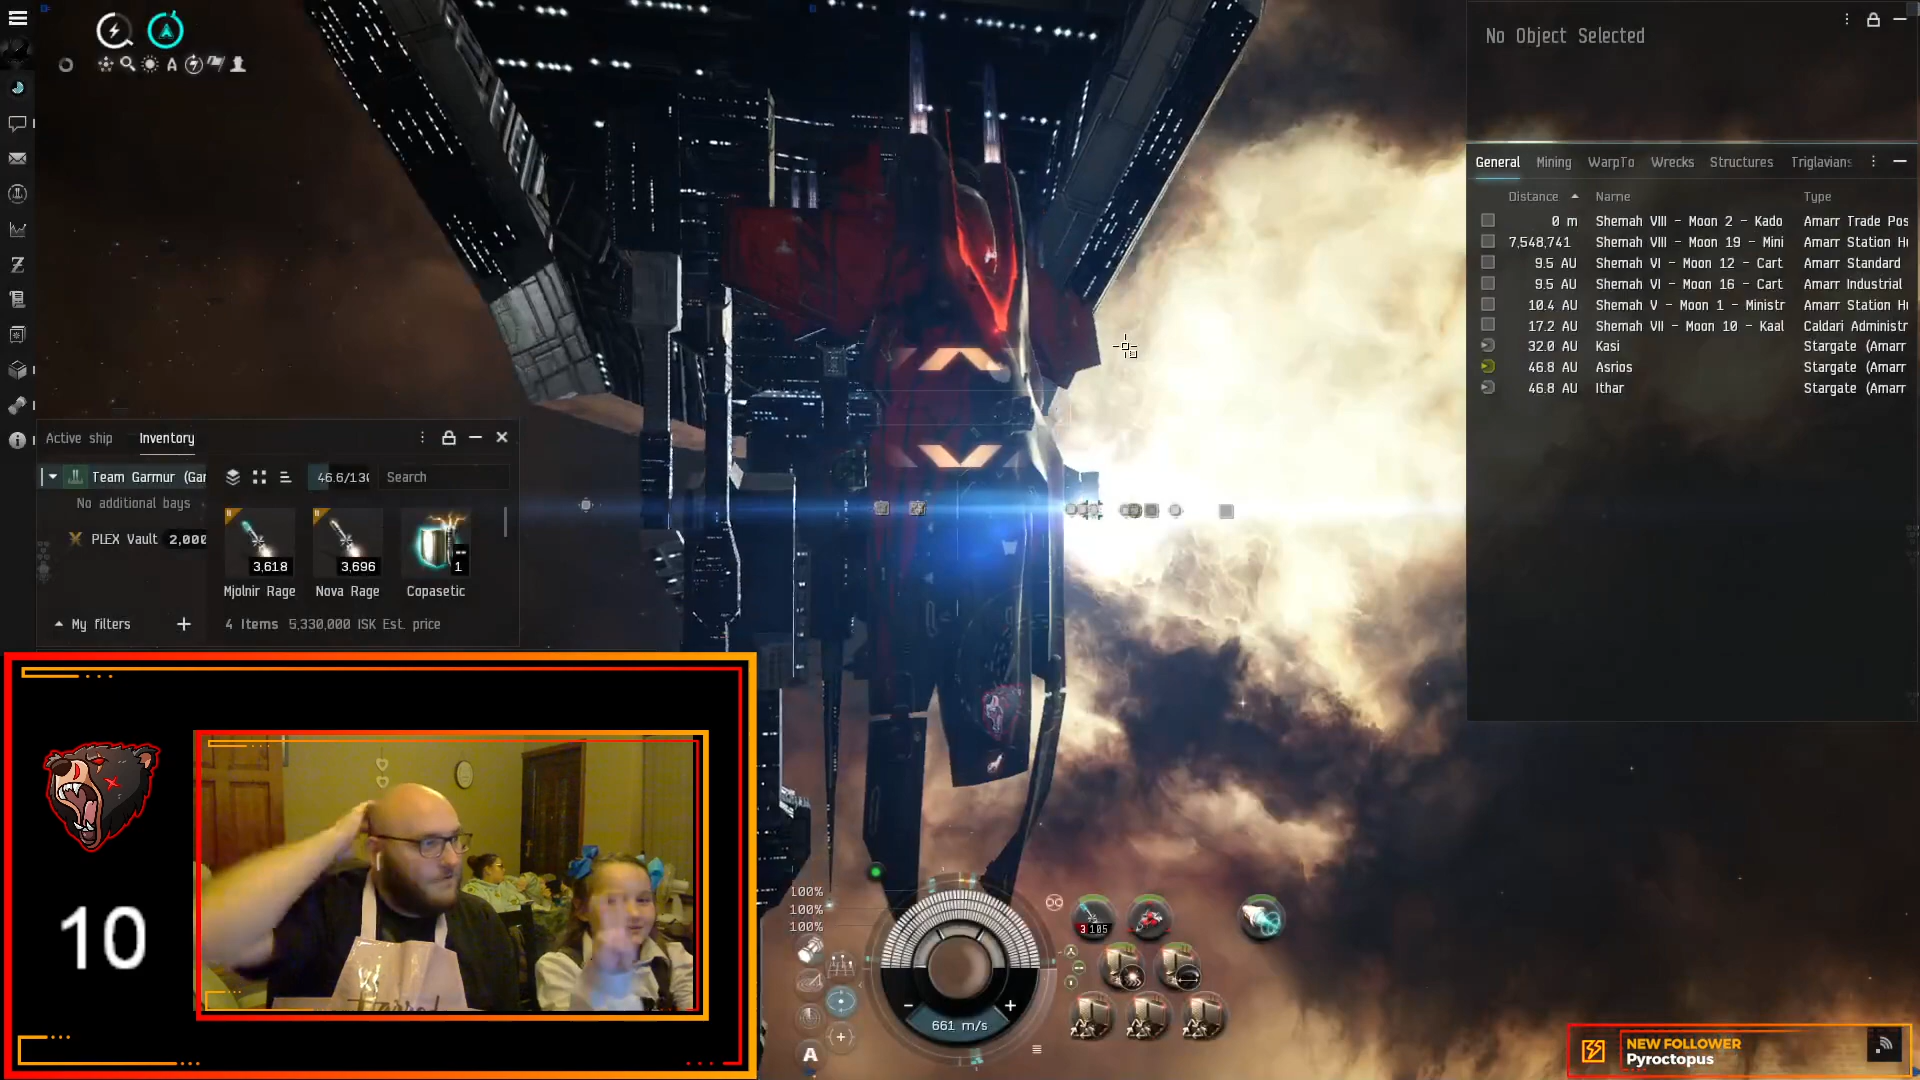 No Object Selected
General Mining WarpTo Wrecks Structures Triglavians
Distance Name Type
0 m Shemah VIII - Moon 2 - Kado Amarr Trade Pos
7,548,741 Shemah VIII - Moon 19 - Mini Amarr Station H
9.5 AU Shemah VI - Moon 12 - Cart Amarr Standard
9.5 AU Shemah VI - Moon 16 - Cart Amarr Industrial
10.4 AU Shemah V - Moon 1 - Ministr Amarr Station H
17.2 AU Shemah VII - Moon 10 - Kaal Caldari Administr
32.0 AU Kasi Stargate (Amarr
46.8 AU Asrios Stargate (Amarr
46.8 AU Ithar Stargate (Amarr
Active ship Inventory
Team Garmur (Gar 46.6/130 Search
No additional bays
PLEX Vault 2,000
3,618 3,696 1
Mjolnir Rage Nova Rage Copasetic
My filters + 4 Items 5,330,000 ISK Est. price
10
100%
100%
100%
3 105
661 m/s
A
NEW FOLLOWER
Pyroctopus